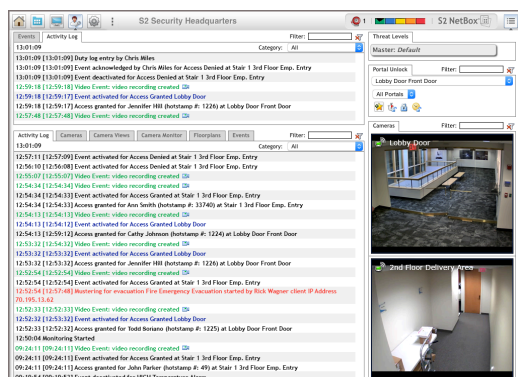 S2 Security Headquarters
1
S2 NetBox
Events
Activity Log
Filter:
13:01:09
Category: All
13:01:09 [13:01:09] Duty log entry by Chris Miles
13:01:09 [13:01:09] Event acknowledged by Chris Miles for Access Denied at Stair 1 3rd Floor Emp. Entry
13:01:09 [13:01:09] Event deactivated for Access Denied at Stair 1 3rd Floor Emp. Entry
12:59:18 [12:59:18] Video Event: video recording created
12:59:18 [12:59:17] Event activated for Access Granted Lobby Door
12:59:18 [12:59:17] Access granted for Jennifer Hill (hotstamp #: 1226) at Lobby Door Front Door
12:57:48 [12:57:48] Video Event: video recording created
Activity Log
Cameras
Camera Views
Camera Monitor
Floorplans
Events
Filter:
13:01:09
Category: All
12:57:11 [12:57:09] Event activated for Access Denied at Stair 1 3rd Floor Emp. Entry
12:56:10 [12:56:08] Event activated for Access Denied at Stair 1 3rd Floor Emp. Entry
12:55:07 [12:55:07] Video Event: video recording created
12:54:34 [12:54:34] Video Event: video recording created
12:54:34 [12:54:33] Event activated for Access Granted at Stair 1 3rd Floor Emp. Entry
12:54:34 [12:54:33] Access granted for Ann Smith (hotstamp #: 33740) at Stair 1 3rd Floor Emp. Entry
12:54:13 [12:54:13] Video Event: video recording created
12:54:13 [12:54:12] Event activated for Access Granted Lobby Door
12:54:13 [12:59:12] Access granted for Cathy Johnson (hotstamp #: 1224) at Lobby Door Front Door
12:53:32 [12:54:32] Video Event: video recording created
12:53:32 [12:53:32] Event activated for Access Granted Lobby Door
12:53:32 [12:53:32] Access granted for Jennifer Hill (hotstamp #: 1226) at Lobby Door Front Door
12:52:54 [12:52:54] Video Event: video recording created
12:52:54 [12:52:54] Event activated for Access Granted at Stair 1 3rd Floor Emp. Entry
12:52:54 [12:57:48] Mustering for evacuation Fire Emergency Evacuation started by Rick Wagner client IP Address
70.195.13.62
12:52:33 [12:52:33] Video Event: video recording created
12:52:32 [12:53:32] Event activated for Access Granted Lobby Door
12:52:33 [12:52:33] Access granted for Todd Soriano (hotstamp #: 1225) at Lobby Door Front Door
12:50:04 Monitoring Started
09:24:11 [09:24:11] Video Event: video recording created
09:24:11 [09:24:11] Event activated for Access Granted at Stair 1 3rd Floor Emp. Entry
09:24:11 [09:24:11] Access granted for John Parker (hotstamp #: 49) at Stair 1 3rd Floor Emp. Entry
Threat Levels
Master: Default
Portal Unlock
Filter:
Lobby Door Front Door
All Portals
Cameras
Filter:
Lobby Door
2nd Floor Delivery Area